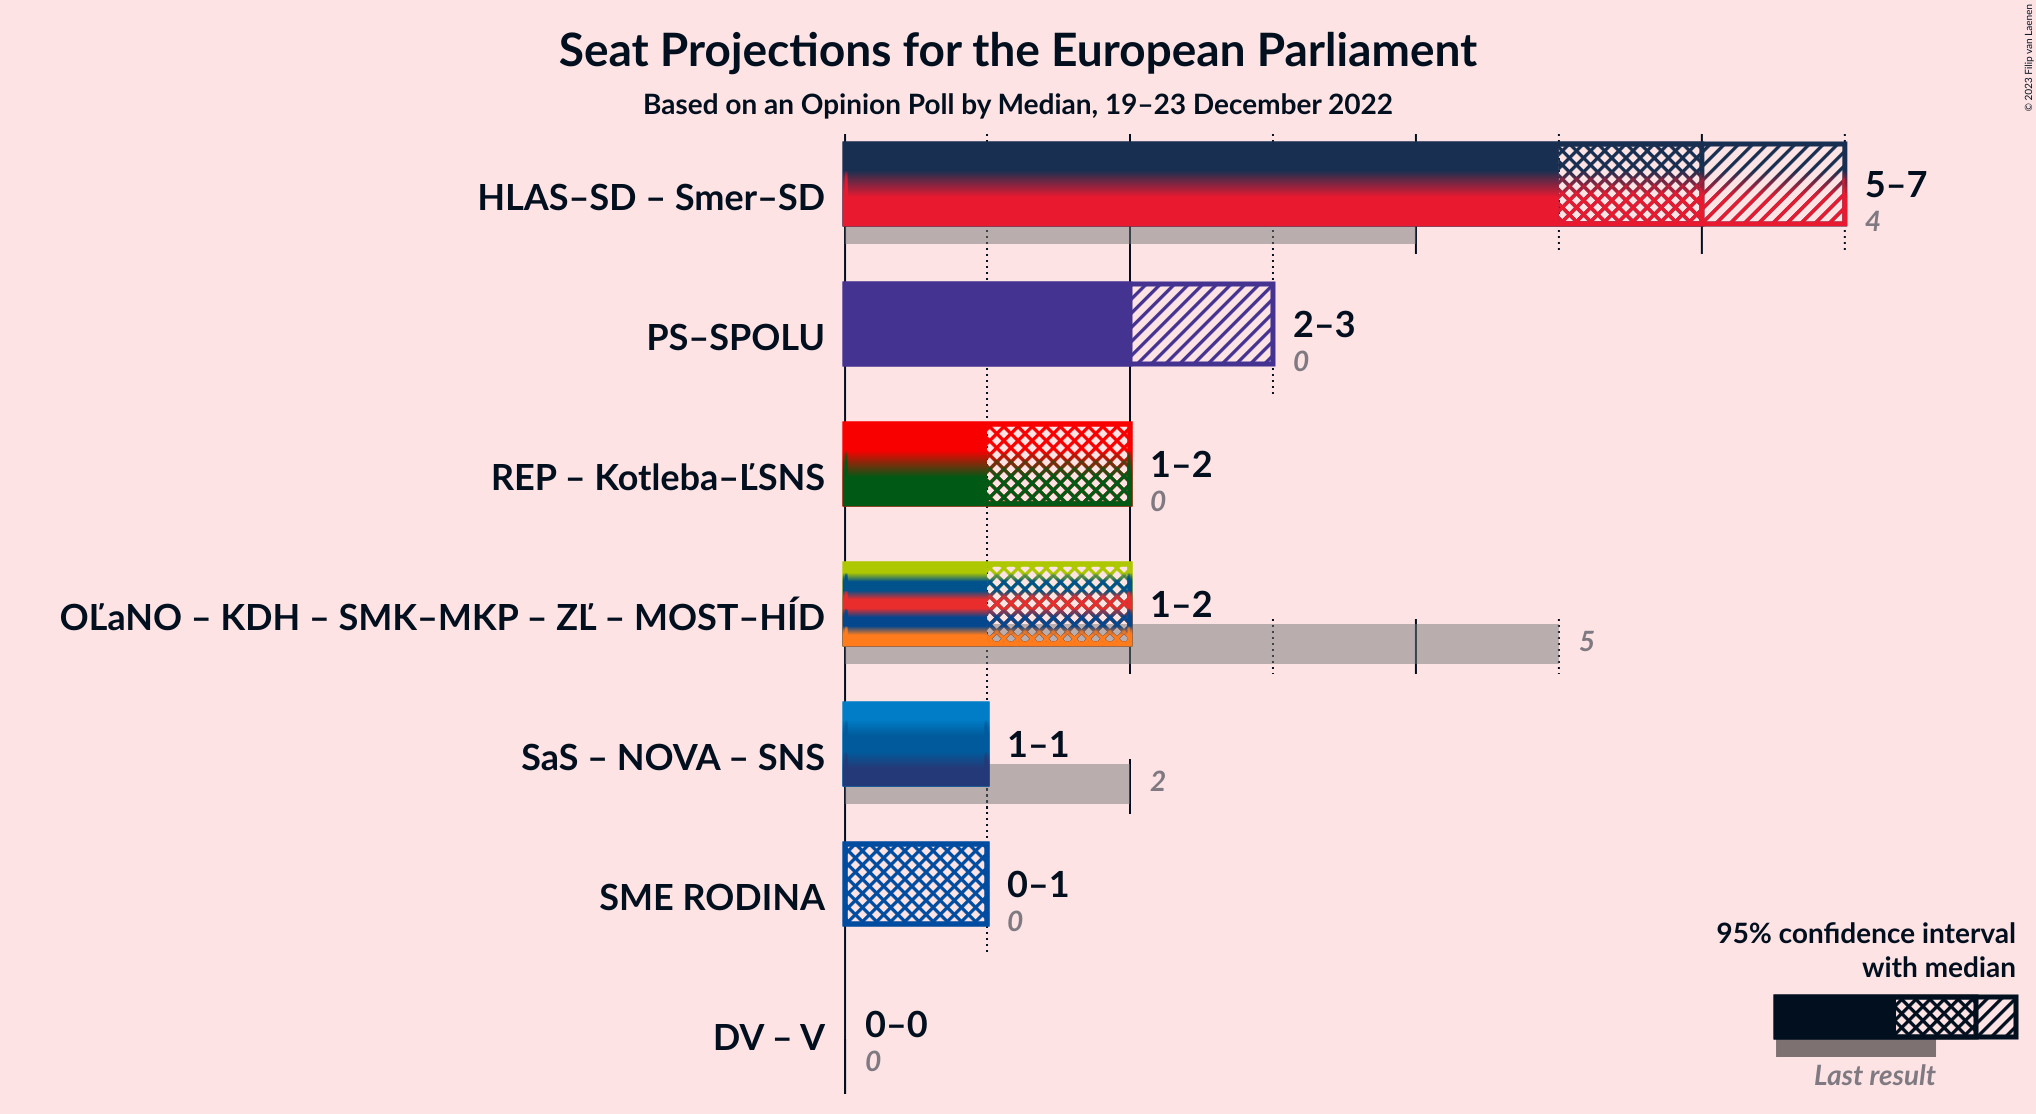 Seat Projections for the European Parliament
Based on an Opinion Poll by Median, 19–23 December 2022
© 2023 Filip van Laenen
HLAS–SD – Smer–SD
5–7
4
PS–SPOLU
2–3
0
REP – Kotleba–ĽSNS
1–2
0
OĽaNO – KDH – SMK–MKP – ZĽ – MOST–HÍD
1–2
5
SaS – NOVA – SNS
1–1
2
SME RODINA
0–1
0
DV – V
0–0
0
95% confidence interval
with median
Last result